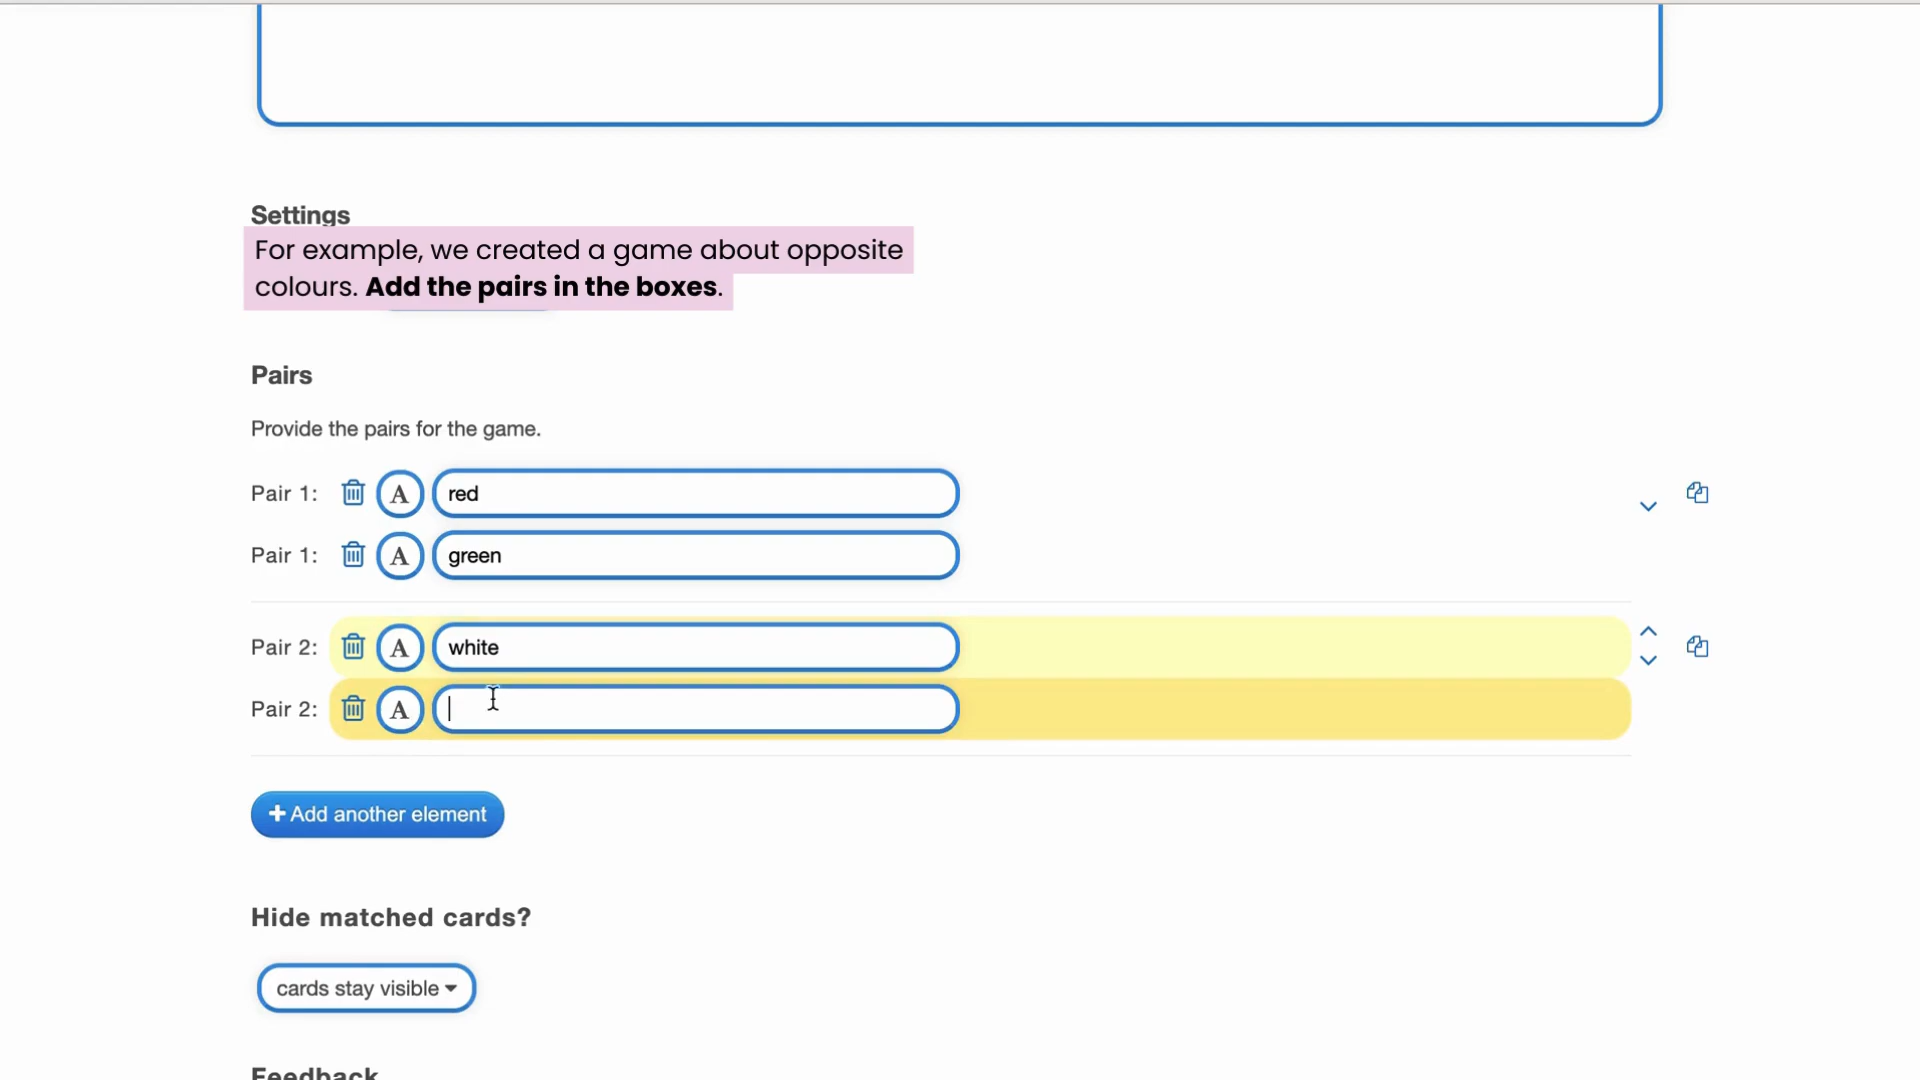 Settings
For example, we created a game about opposite
colours. Add the pairs in the boxes.
Pairs
Provide the pairs for the game.
Pair 1: A red
Pair 1: A green
Pair 2: A white
Pair 2: A
+ Add another element
Hide matched cards?
cards stay visible
Feedback